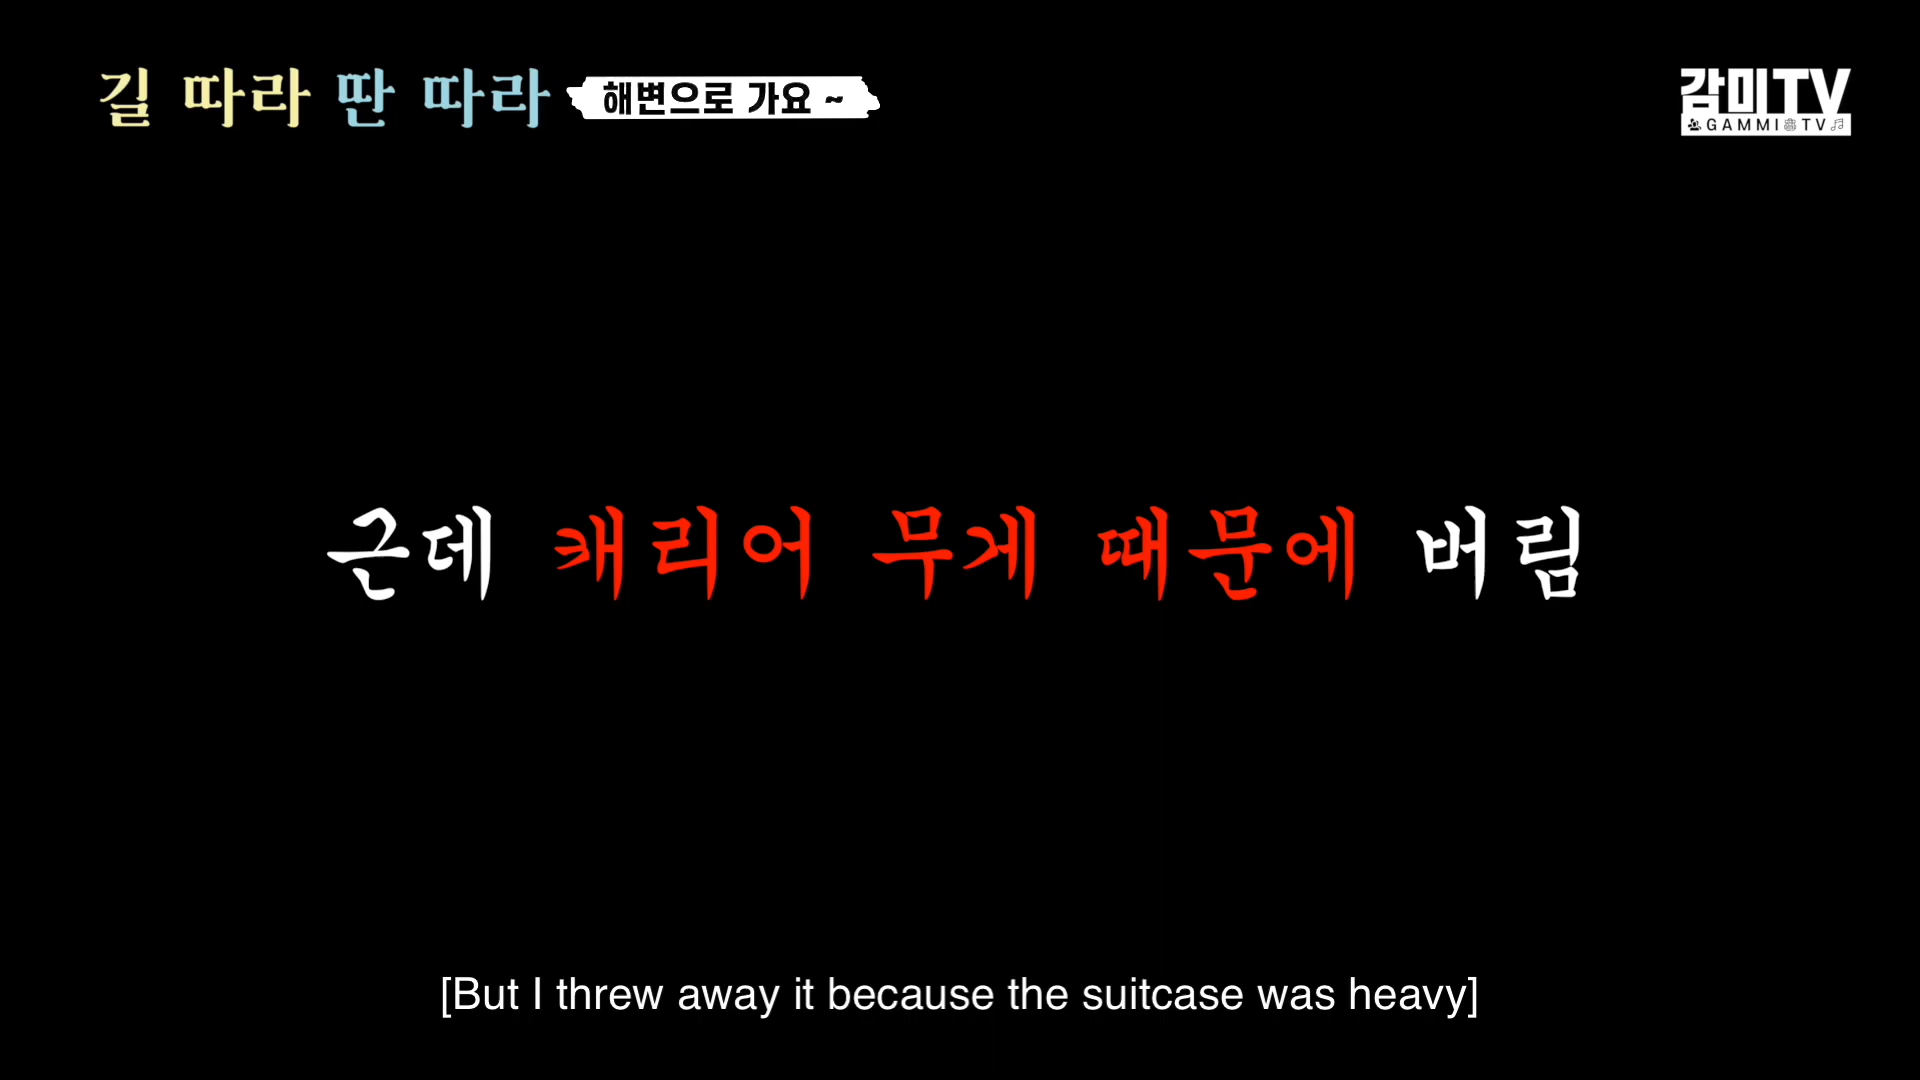 길 따라 딴 따라 해변으로 가요 ~
감미TV
GAMMI TV
근데 캐리어 무게 때문에 버림
[But I threw away it because the suitcase was heavy]